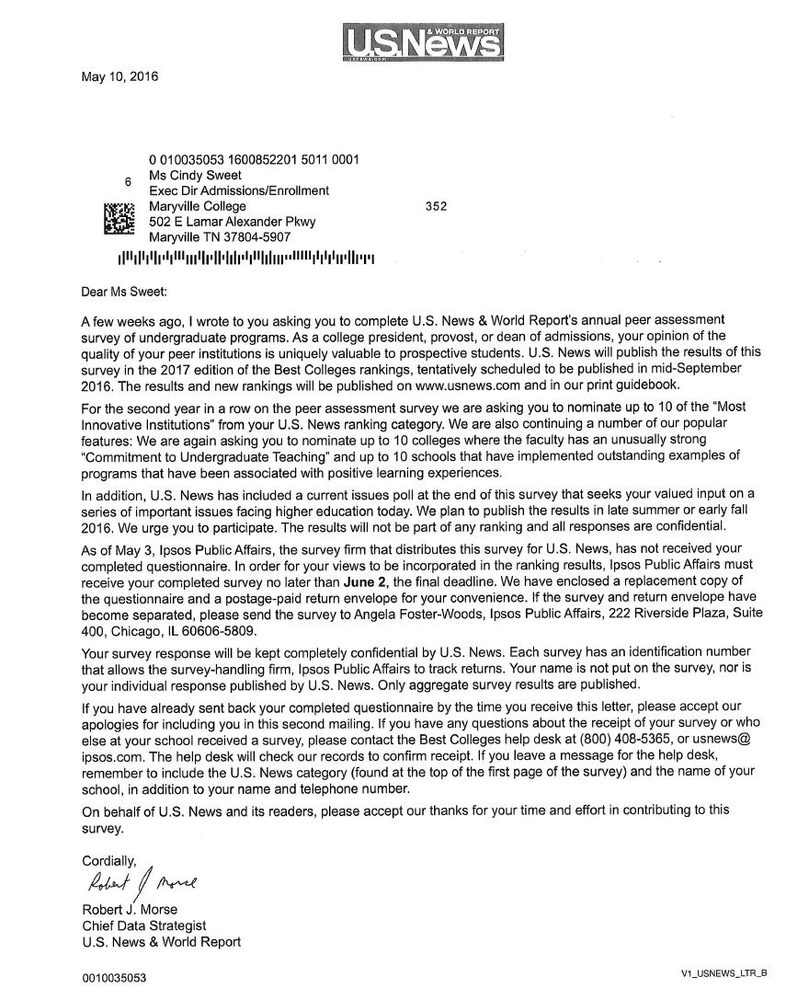 U.S.News
& WORLD REPORT
usnews.com
May 10, 2016
0 010035053 1600852201 5011 0001
6
Ms Cindy Sweet
Exec Dir Admissions/Enrollment
Maryville College
352
502 E Lamar Alexander Pkwy
Maryville TN 37804-5907
Dear Ms Sweet:
A few weeks ago, I wrote to you asking you to complete U.S. News & World Report's annual peer assessment
survey of undergraduate programs. As a college president, provost, or dean of admissions, your opinion of the
quality of your peer institutions is uniquely valuable to prospective students. U.S. News will publish the results of this
survey in the 2017 edition of the Best Colleges rankings, tentatively scheduled to be published in mid-September
2016. The results and new rankings will be published on www.usnews.com and in our print guidebook.
For the second year in a row on the peer assessment survey we are asking you to nominate up to 10 of the "Most
Innovative Institutions" from your U.S. News ranking category. We are also continuing a number of our popular
features: We are again asking you to nominate up to 10 colleges where the faculty has an unusually strong
"Commitment to Undergraduate Teaching" and up to 10 schools that have implemented outstanding examples of
programs that have been associated with positive learning experiences.
In addition, U.S. News has included a current issues poll at the end of this survey that seeks your valued input on a
series of important issues facing higher education today. We plan to publish the results in late summer or early fall
2016. We urge you to participate. The results will not be part of any ranking and all responses are confidential.
As of May 3, Ipsos Public Affairs, the survey firm that distributes this survey for U.S. News, has not received your
completed questionnaire. In order for your views to be incorporated in the ranking results, Ipsos Public Affairs must
receive your completed survey no later than June 2, the final deadline. We have enclosed a replacement copy of
the questionnaire and a postage-paid return envelope for your convenience. If the survey and return envelope have
become separated, please send the survey to Angela Foster-Woods, Ipsos Public Affairs, 222 Riverside Plaza, Suite
400, Chicago, IL 60606-5809.
Your survey response will be kept completely confidential by U.S. News. Each survey has an identification number
that allows the survey-handling firm, Ipsos Public Affairs to track returns. Your name is not put on the survey, nor is
your individual response published by U.S. News. Only aggregate survey results are published.
If you have already sent back your completed questionnaire by the time you receive this letter, please accept our
apologies for including you in this second mailing. If you have any questions about the receipt of your survey or who
else at your school received a survey, please contact the Best Colleges help desk at (800) 408-5365, or usnews@
ipsos.com. The help desk will check our records to confirm receipt. If you leave a message for the help desk,
remember to include the U.S. News category (found at the top of the first page of the survey) and the name of your
school, in addition to your name and telephone number.
On behalf of U.S. News and its readers, please accept our thanks for your time and effort in contributing to this
survey.
Cordially,
Robert J Morse
Robert J. Morse
Chief Data Strategist
U.S. News & World Report
0010035053
V1_USNEWS_LTR_B